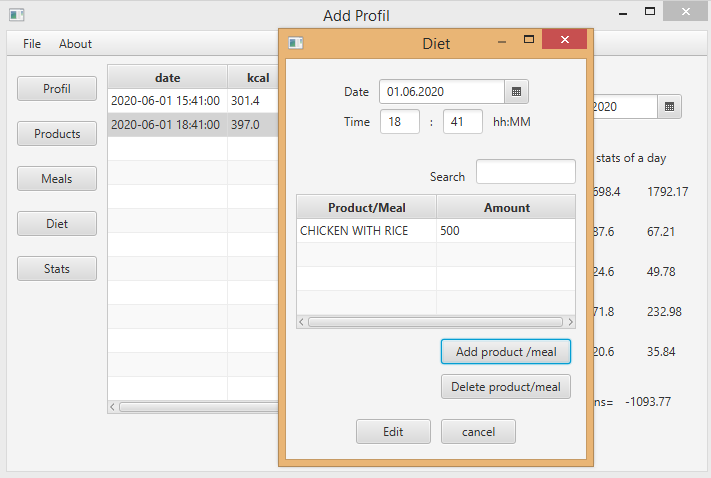 Add Profil
File About
Profil
Products
Meals
Diet
Stats
date kcal
2020-06-01 15:41:00 301.4
2020-06-01 18:41:00 397.0
Diet
Date 01.06.2020
Time 18 : 41 hh:MM
Search
Product/Meal Amount
CHICKEN WITH RICE 500
Add product /meal
Delete product/meal
Edit cancel
2020
stats of a day
698.4 1792.17
87.6 67.21
24.6 49.78
71.8 232.98
20.6 35.84
ns= -1093.77